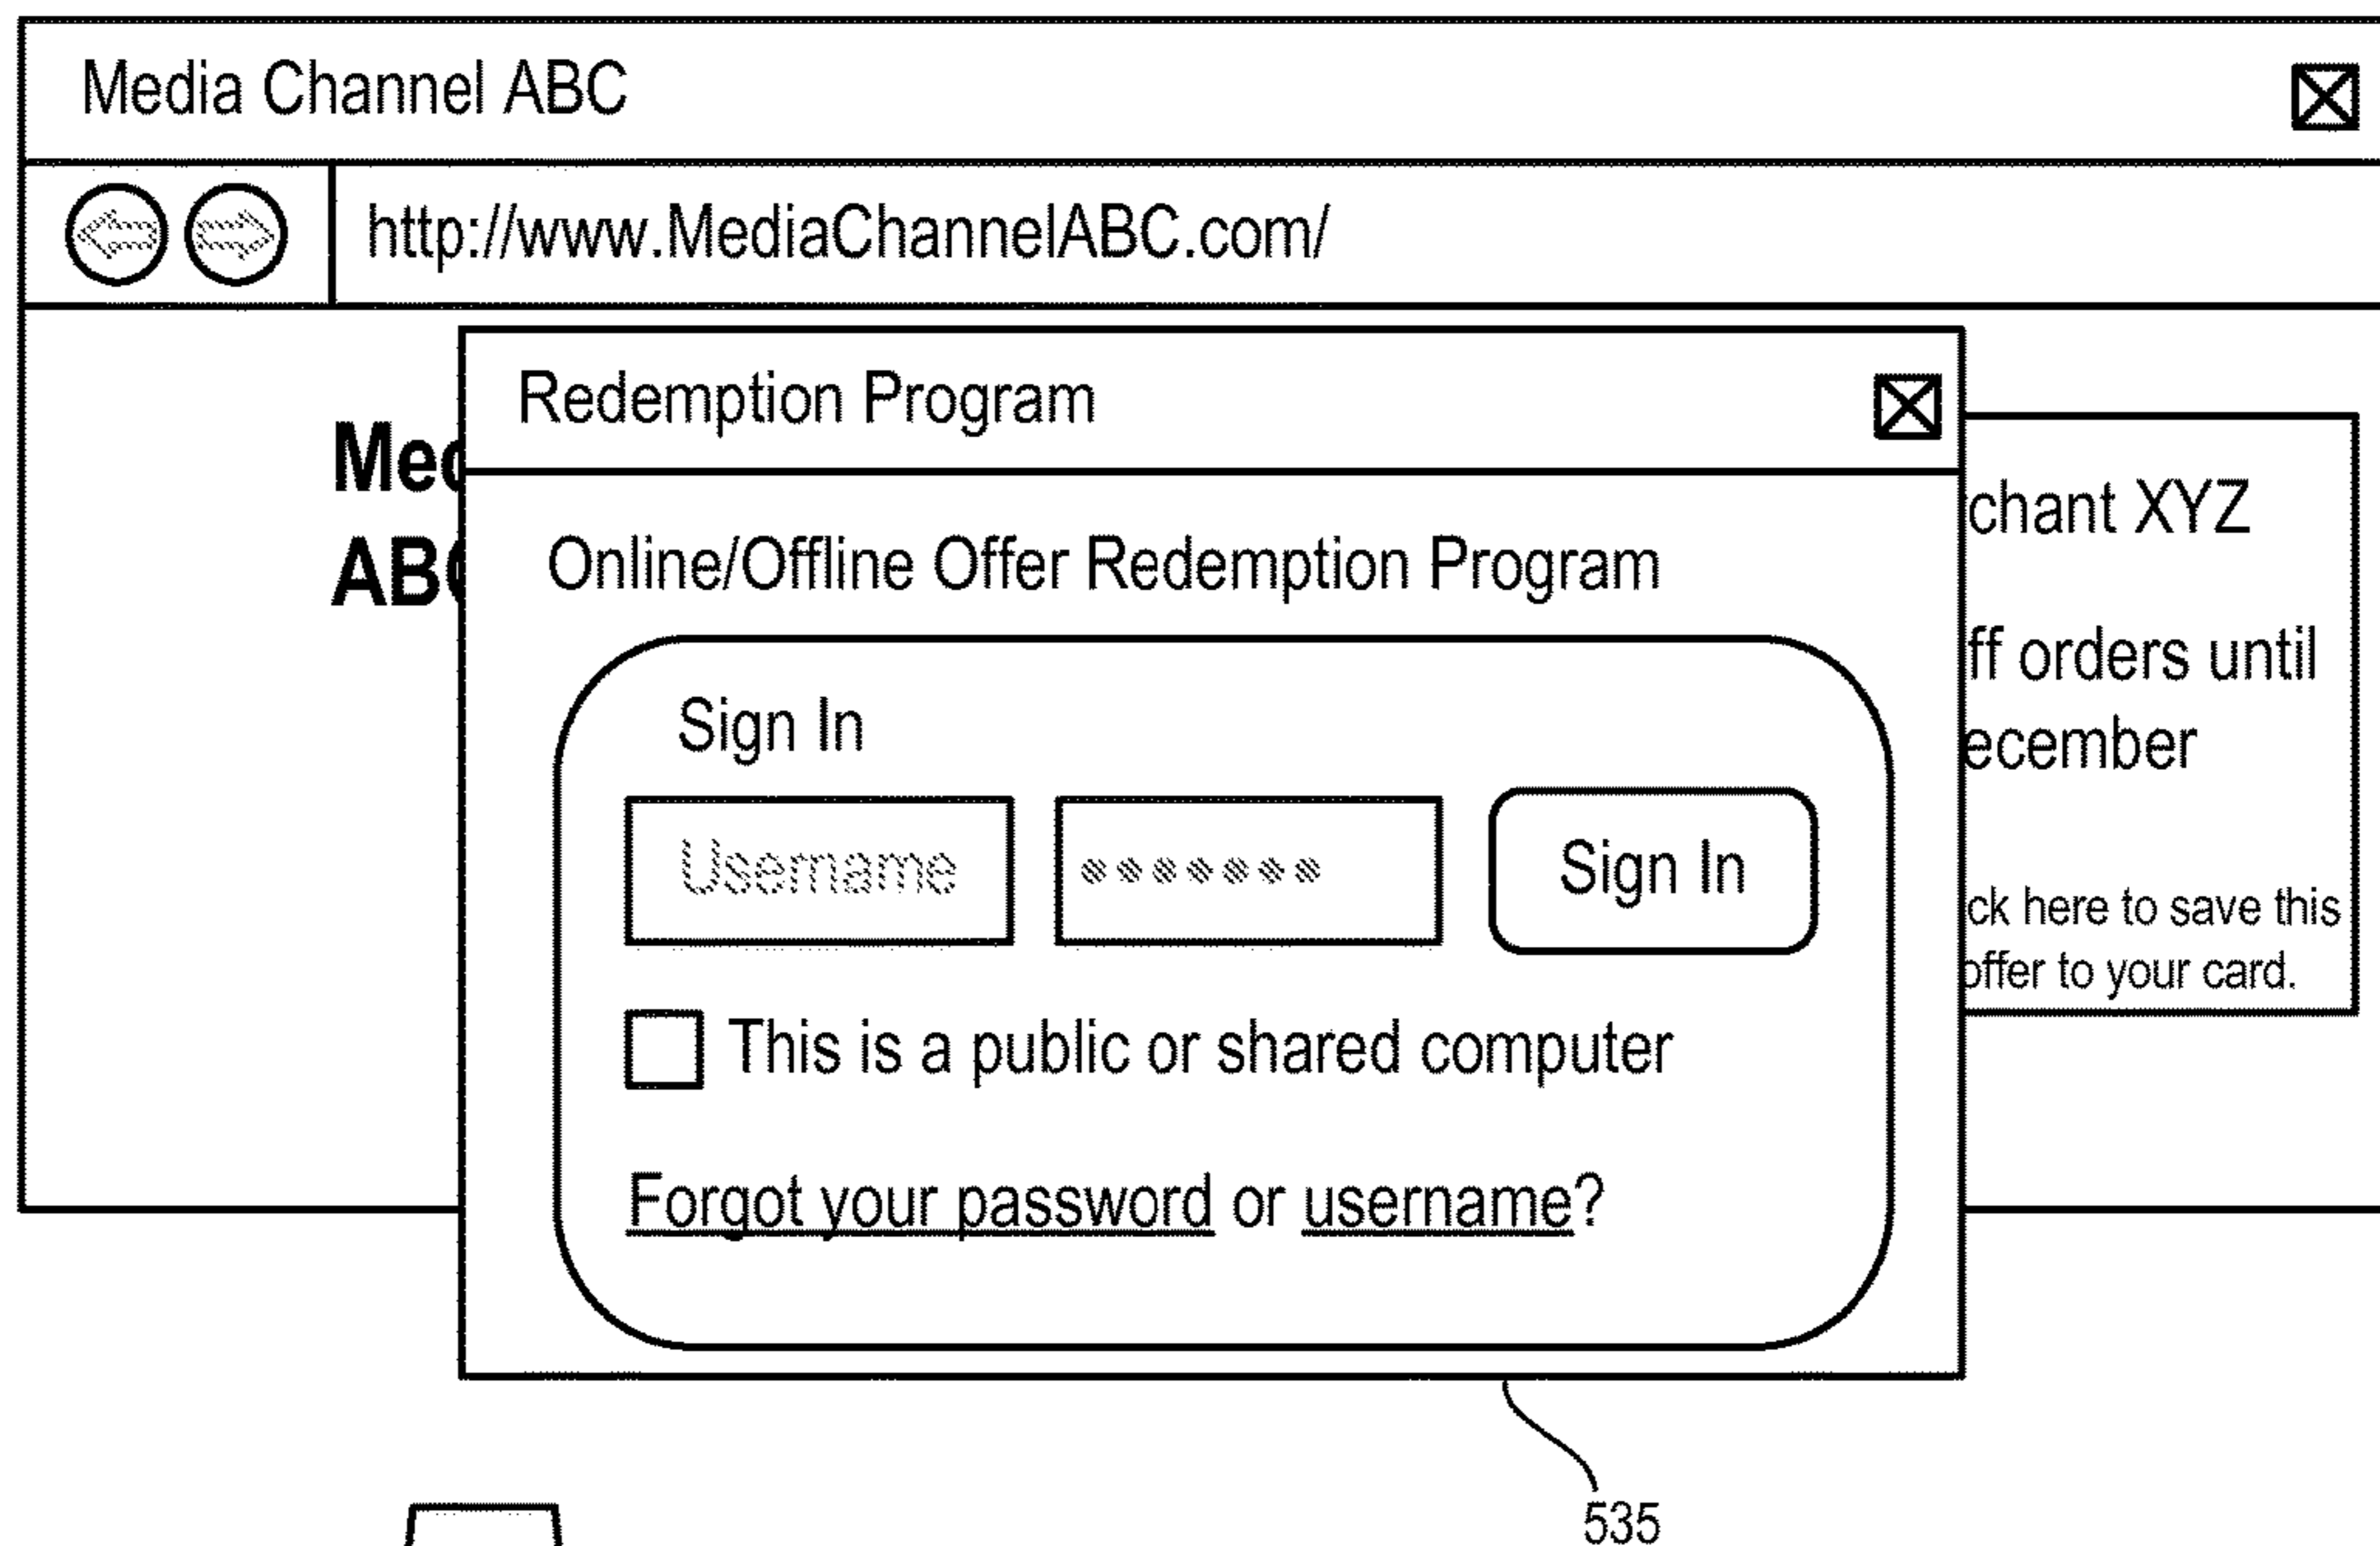 Media Channel ABC
http://www.MediaChannelABC.com/
Redemption Program
Online/Offline Offer Redemption Program
Sign In
Username ••••••• Sign In
This is a public or shared computer
Forgot your password or username?
Med
ABC
chant XYZ
ff orders until
ecember
ck here to save this
offer to your card.
535